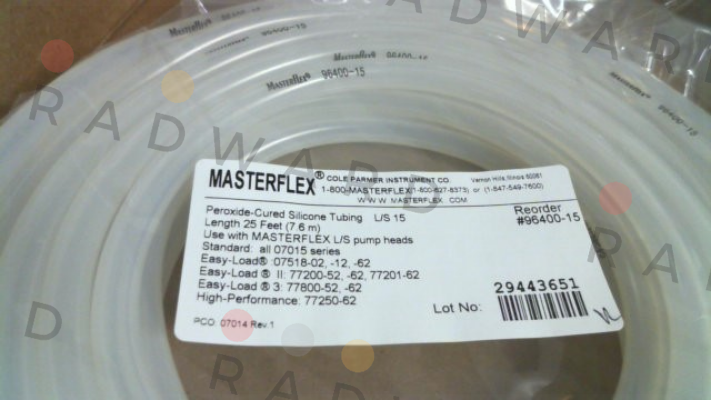 Masterflex® 96400-15
MASTERFLEX 96400-15
MASTERFLEX® COLE PARMER INSTRUMENT CO. Vernon Hills, Illinois 60061
1-800-MASTERFLEX(1-800-627-8373) or (1-847-549-7600)
WWW. MASTERFLEX. COM
Peroxide-Cured Silicone Tubing L/S 15
Reorder
#96400-15
Length 25 Feet (7.6 m)
Use with MASTERFLEX L/S pump heads
Standard: all 07015 series
Easy-Load® :07518-02, -12, -62
Easy-Load ® II: 77200-52, -62, 77201-62
Easy-Load ® 3: 77800-52, -62
High-Performance: 77250-62
29443651
Lot No:
PCO: 07014 Rev.1
RADWARD
RADWARD